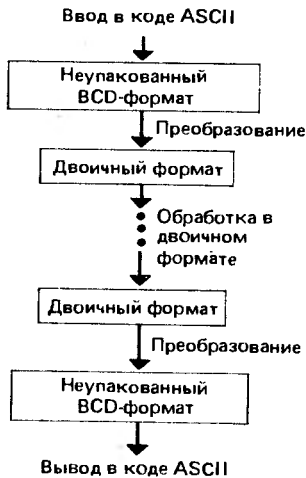 Ввод в коде ASCII
Неупакованный
BCD-формат
Преобразование
Двоичный формат
Обработка в
двоичном
формате
Двоичный формат
Преобразование
Неупакованный
BCD-формат
Вывод в коде ASCII